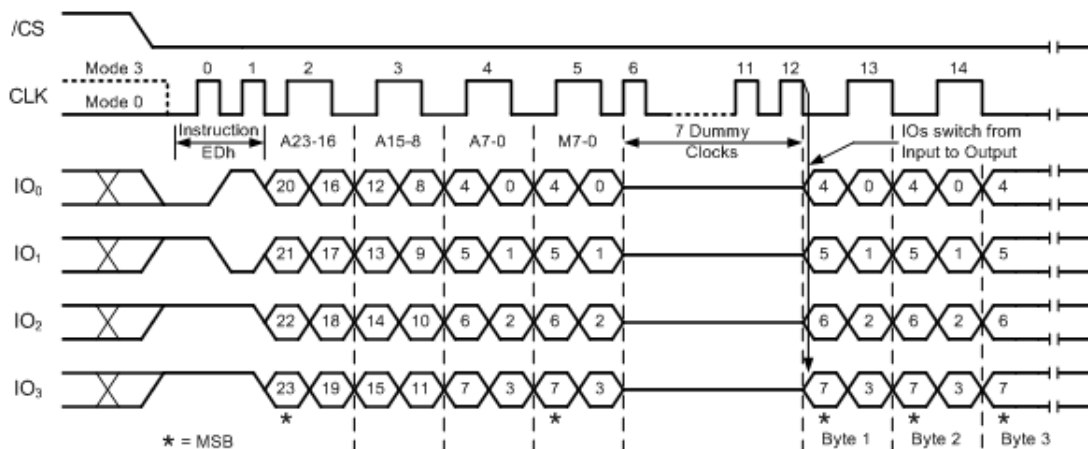 /CS
Mode 3 0 1 2 3 4 5 6 11 12 13 14
CLK Mode 0
Instruction
EDh A23-16 A15-8 A7-0 M7-0 7 Dummy
Clocks IOs switch from
Input to Output
IO0 20 16 12 8 4 0 4 0 4 0 4 0 4
IO1 21 17 13 9 5 1 5 1 5 1 5 1 5
IO2 22 18 14 10 6 2 6 2 6 2 6 2 6
IO3 23 19 15 11 7 3 7 3 7 3 7 3 7
* * * * *
* = MSB Byte 1 Byte 2 Byte 3